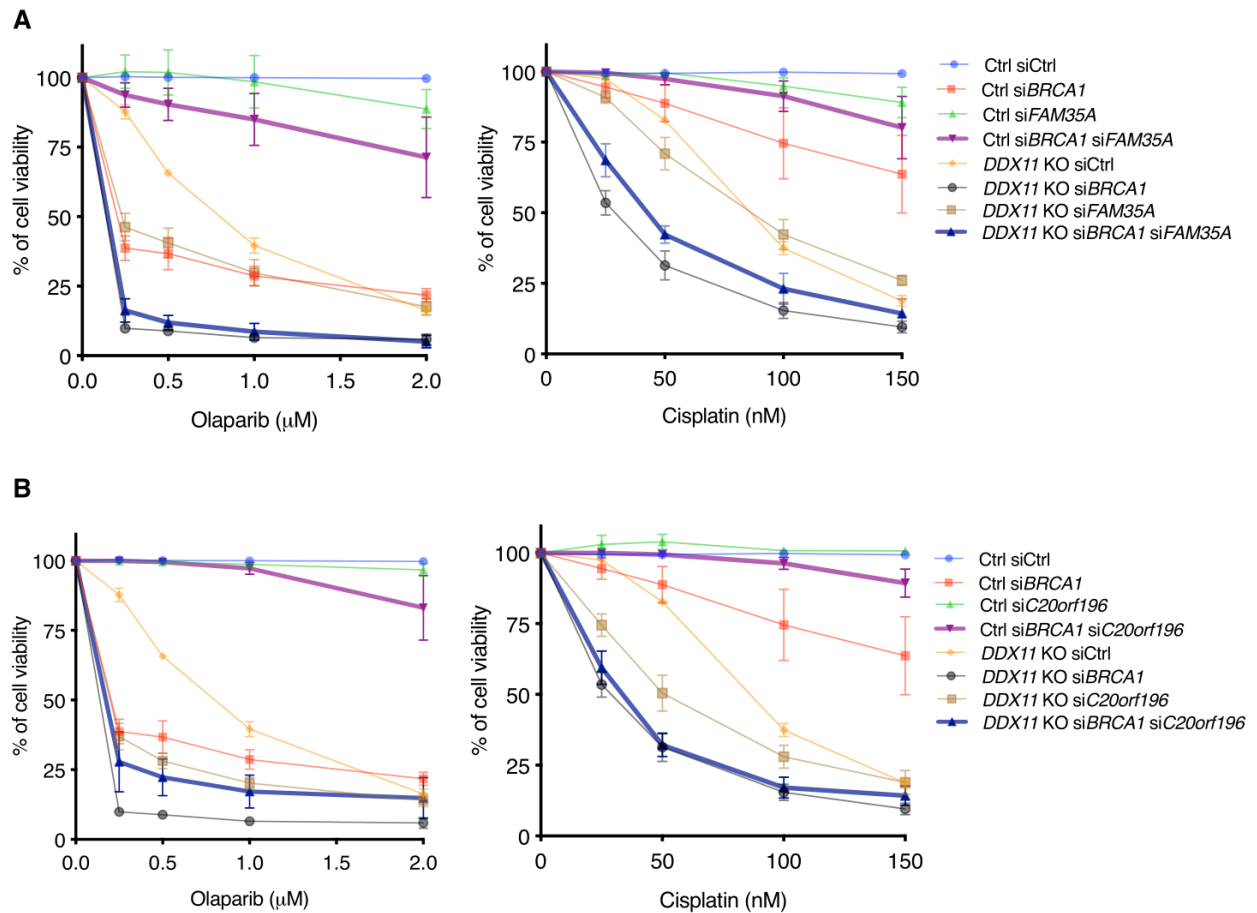 A
% of cell viability
100
75
50
25
0
0.0
0.5
1.0
1.5
2.0
Olaparib (μM)
% of cell viability
100
75
50
25
0
0
50
100
150
Cisplatin (nM)
Ctrl siCtrl
Ctrl siBRCA1
Ctrl siFAM35A
Ctrl siBRCA1 siFAM35A
DDX11 KO siCtrl
DDX11 KO siBRCA1
DDX11 KO siFAM35A
DDX11 KO siBRCA1 siFAM35A
B
% of cell viability
100
75
50
25
0
0.0
0.5
1.0
1.5
2.0
Olaparib (μM)
% of cell viability
100
75
50
25
0
0
50
100
150
Cisplatin (nM)
Ctrl siCtrl
Ctrl siBRCA1
Ctrl siC20orf196
Ctrl siBRCA1 siC20orf196
DDX11 KO siCtrl
DDX11 KO siBRCA1
DDX11 KO siC20orf196
DDX11 KO siBRCA1 siC20orf196